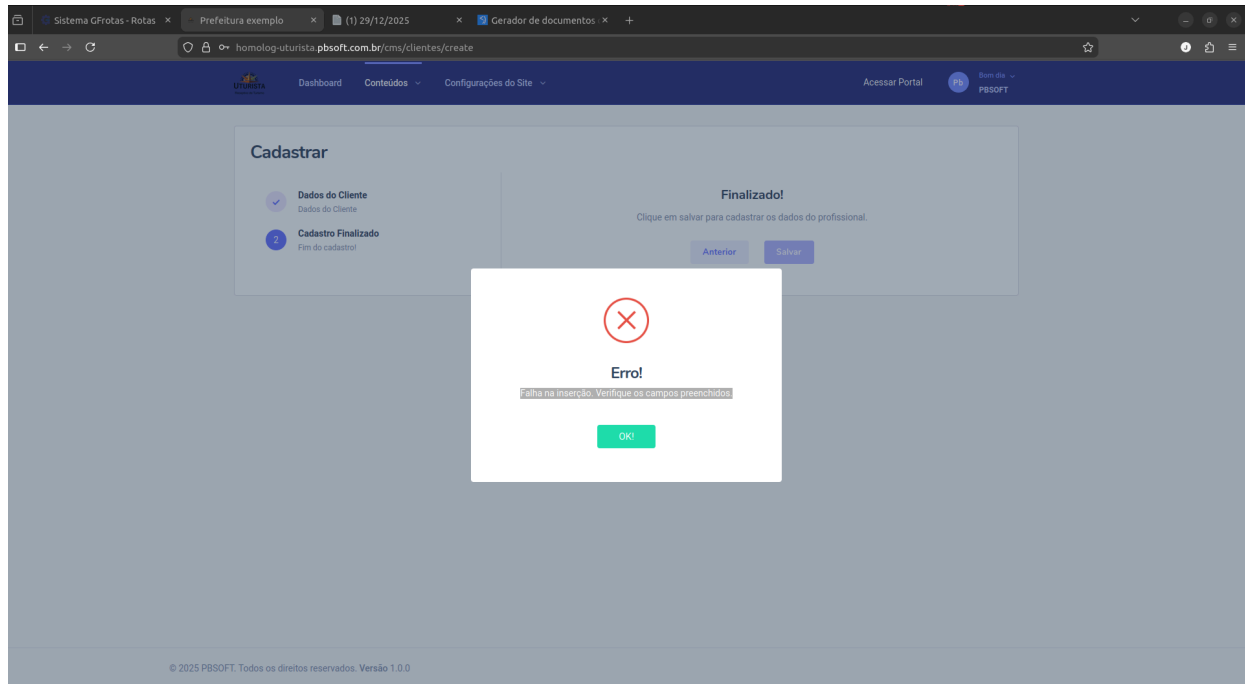 Sistema GFrotas - Rotas
Prefeitura exemplo
(1) 29/12/2025
Gerador de documentos
homolog-uturista.pbsoft.com.br/cms/clientes/create
UTURISTA
Dashboard
Conteúdos
Configurações do Site
Acessar Portal
Pb
Bom dia
PBSOFT
Cadastrar
Dados do Cliente
Dados do Cliente
2
Cadastro Finalizado
Fim do cadastro!
Finalizado!
Clique em salvar para cadastrar os dados do profissional.
Anterior
Salvar
Erro!
Falha na inserção. Verifique os campos preenchidos.
OK!
© 2025 PBSOFT. Todos os direitos reservados. Versão 1.0.0